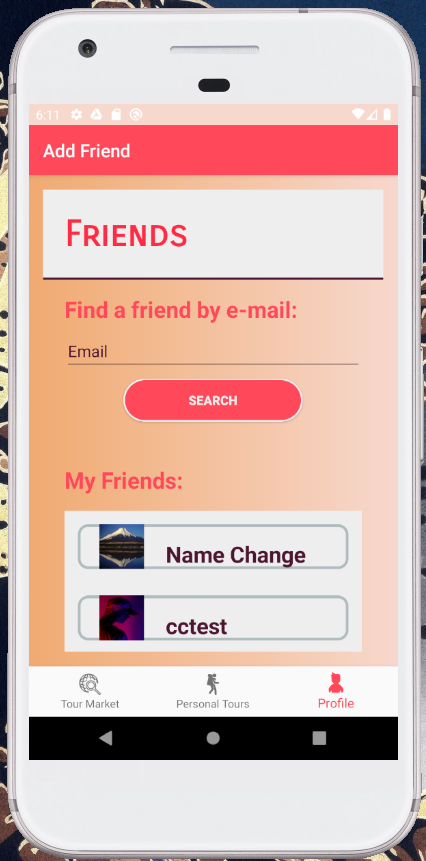 6:11
Add Friend
Friends
Find a friend by e-mail:
Email
SEARCH
My Friends:
Name Change
cctest
Tour Market
Personal Tours
Profile